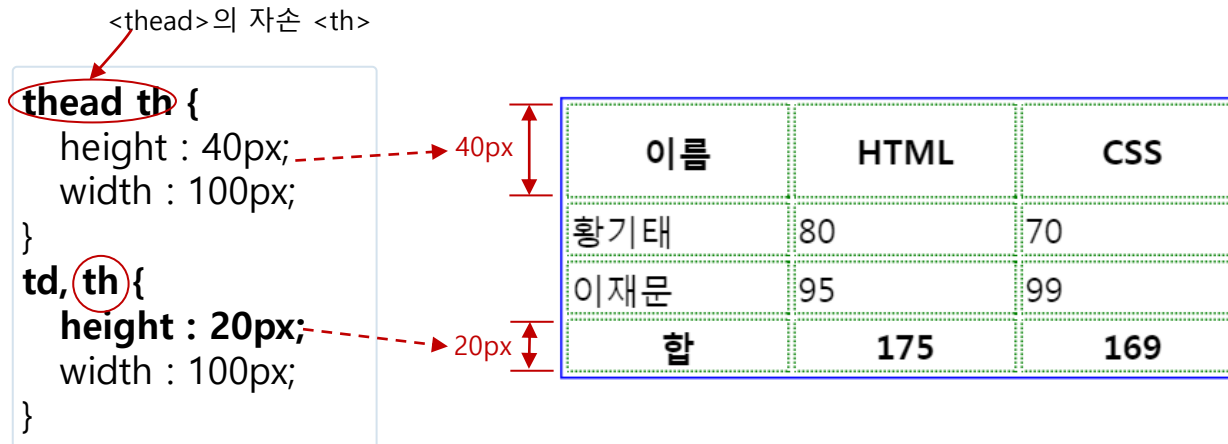 <thead>의 자손 <th>
thead th {
height : 40px;
width : 100px;
}
td, th {
height : 20px;
width : 100px;
}
40px
20px
이름 HTML CSS
황기태 80 70
이재문 95 99
합 175 169